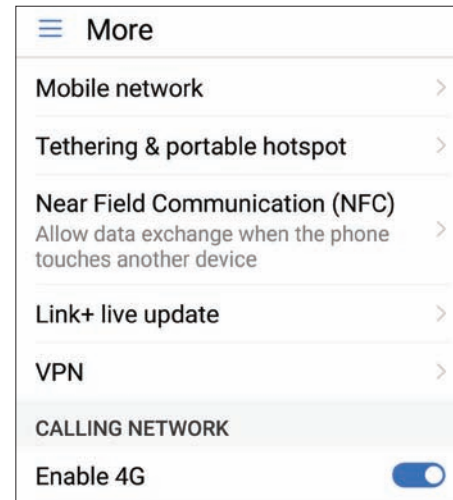 More
Mobile network
Tethering & portable hotspot
Near Field Communication (NFC)
Allow data exchange when the phone
touches another device
Link+ live update
VPN
CALLING NETWORK
Enable 4G